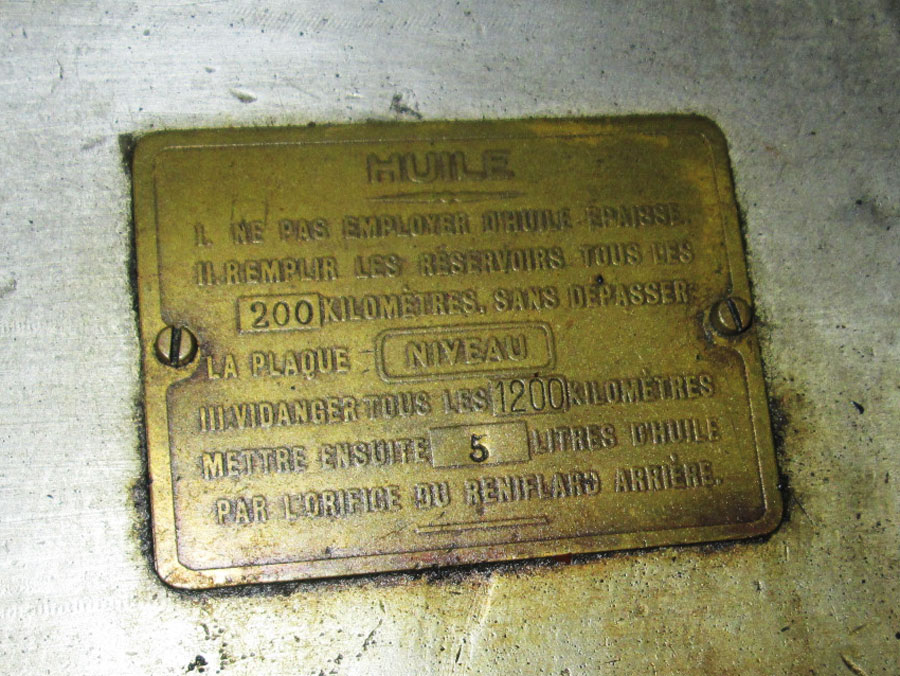 HUILE
I. NE PAS EMPLOYER D'HUILE ÉPAISSE.
II. REMPLIR LES RÉSERVOIRS TOUS LES
200 KILOMÈTRES, SANS DÉPASSER
LA PLAQUE NIVEAU
III. VIDANGER TOUS LES 1200 KILOMÈTRES
METTRE ENSUITE 5 LITRES D'HUILE
PAR L'ORIFICE DU RENIFLARD ARRIÈRE.